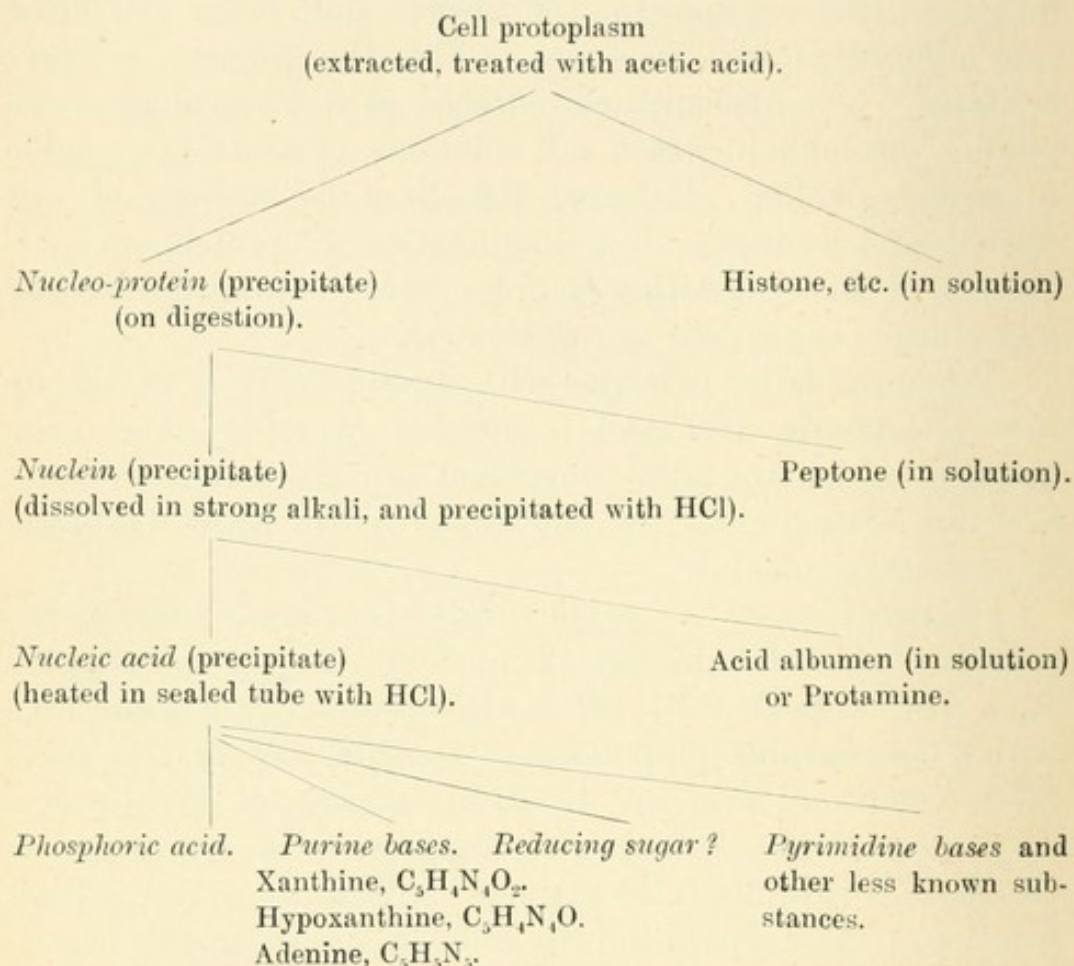 Cell protoplasm
(extracted, treated with acetic acid).
Nucleo-protein (precipitate)
(on digestion).
Histone, etc. (in solution)
Nuclein (precipitate)
(dissolved in strong alkali, and precipitated with HCl).
Peptone (in solution).
Nucleic acid (precipitate)
(heated in sealed tube with HCl).
Acid albumen (in solution)
or Protamine.
Phosphoric acid.
Purine bases.
Xanthine, C₅H₄N₄O₂.
Hypoxanthine, C₅H₄N₄O.
Adenine, C₅H₅N₅.
Reducing sugar?
Pyrimidine bases and
other less known sub-
stances.